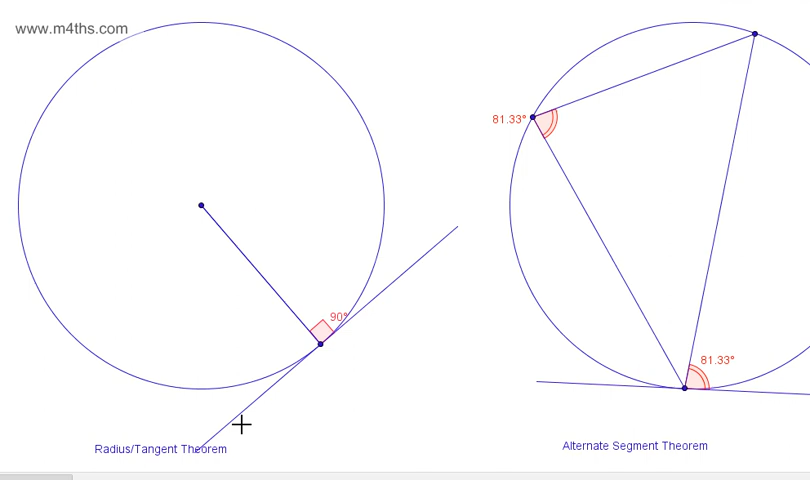 www.m4ths.com
81.33°
90°
81.33°
Radius/Tangent Theorem
Alternate Segment Theorem